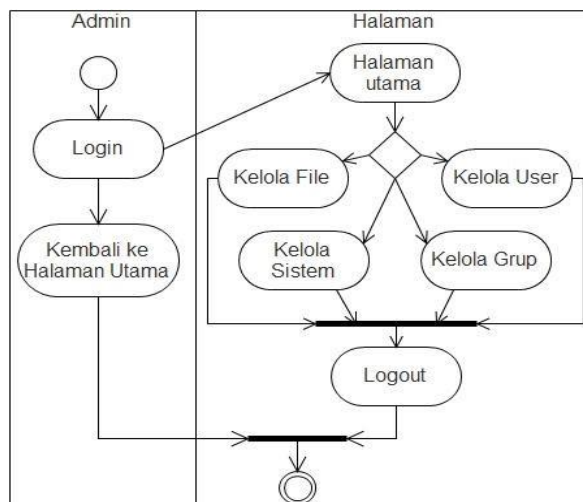 Admin
Halaman
Halaman
utama
Login
Kelola File
Kelola User
Kembali ke
Halaman Utama
Kelola
Sistem
Kelola Grup
Logout